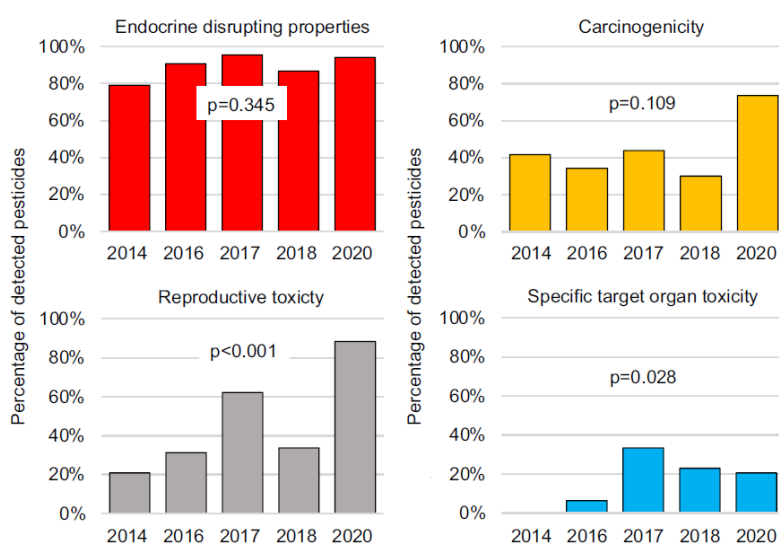 Endocrine disrupting properties
100%
80%
60%
40%
20%
0%
p=0.345
2014 2016 2017 2018 2020
Carcinogenicity
100%
80%
60%
40%
20%
0%
p=0.109
2014 2016 2017 2018 2020
Percentage of detected pesticides
Percentage of detected pesticides
Reproductive toxicty
100%
80%
60%
40%
20%
0%
p<0.001
2014 2016 2017 2018 2020
Specific target organ toxicity
100%
80%
60%
40%
20%
0%
p=0.028
2014 2016 2017 2018 2020